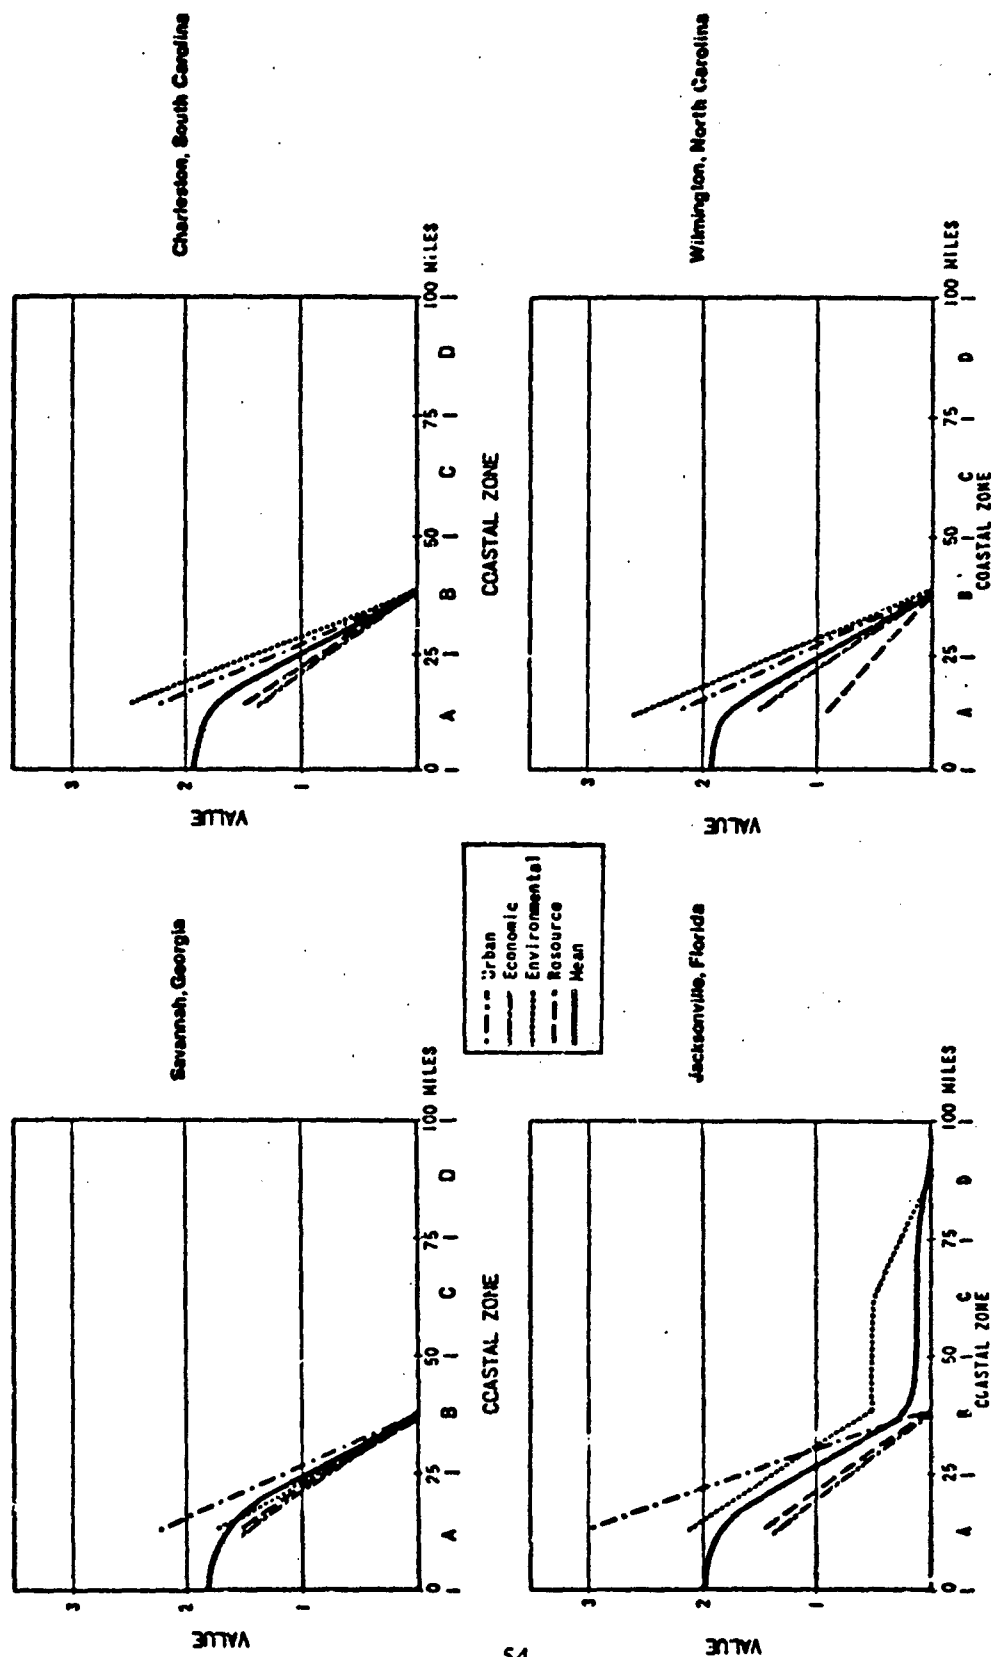 Savannah, Georgia
VALUE
3
2
1
0 25 50 75 100 MILES
A B C D
COASTAL ZONE
Charleston, South Carolina
VALUE
3
2
1
0 25 50 75 100 MILES
A B C D
COASTAL ZONE
Urban
Economic
Environmental
Resource
Mean
Jacksonville, Florida
VALUE
3
2
1
0 25 50 75 100 MILES
A B C D
COASTAL ZONE
Wilmington, North Carolina
VALUE
3
2
1
0 25 50 75 100 MILES
A B C D
COASTAL ZONE
54